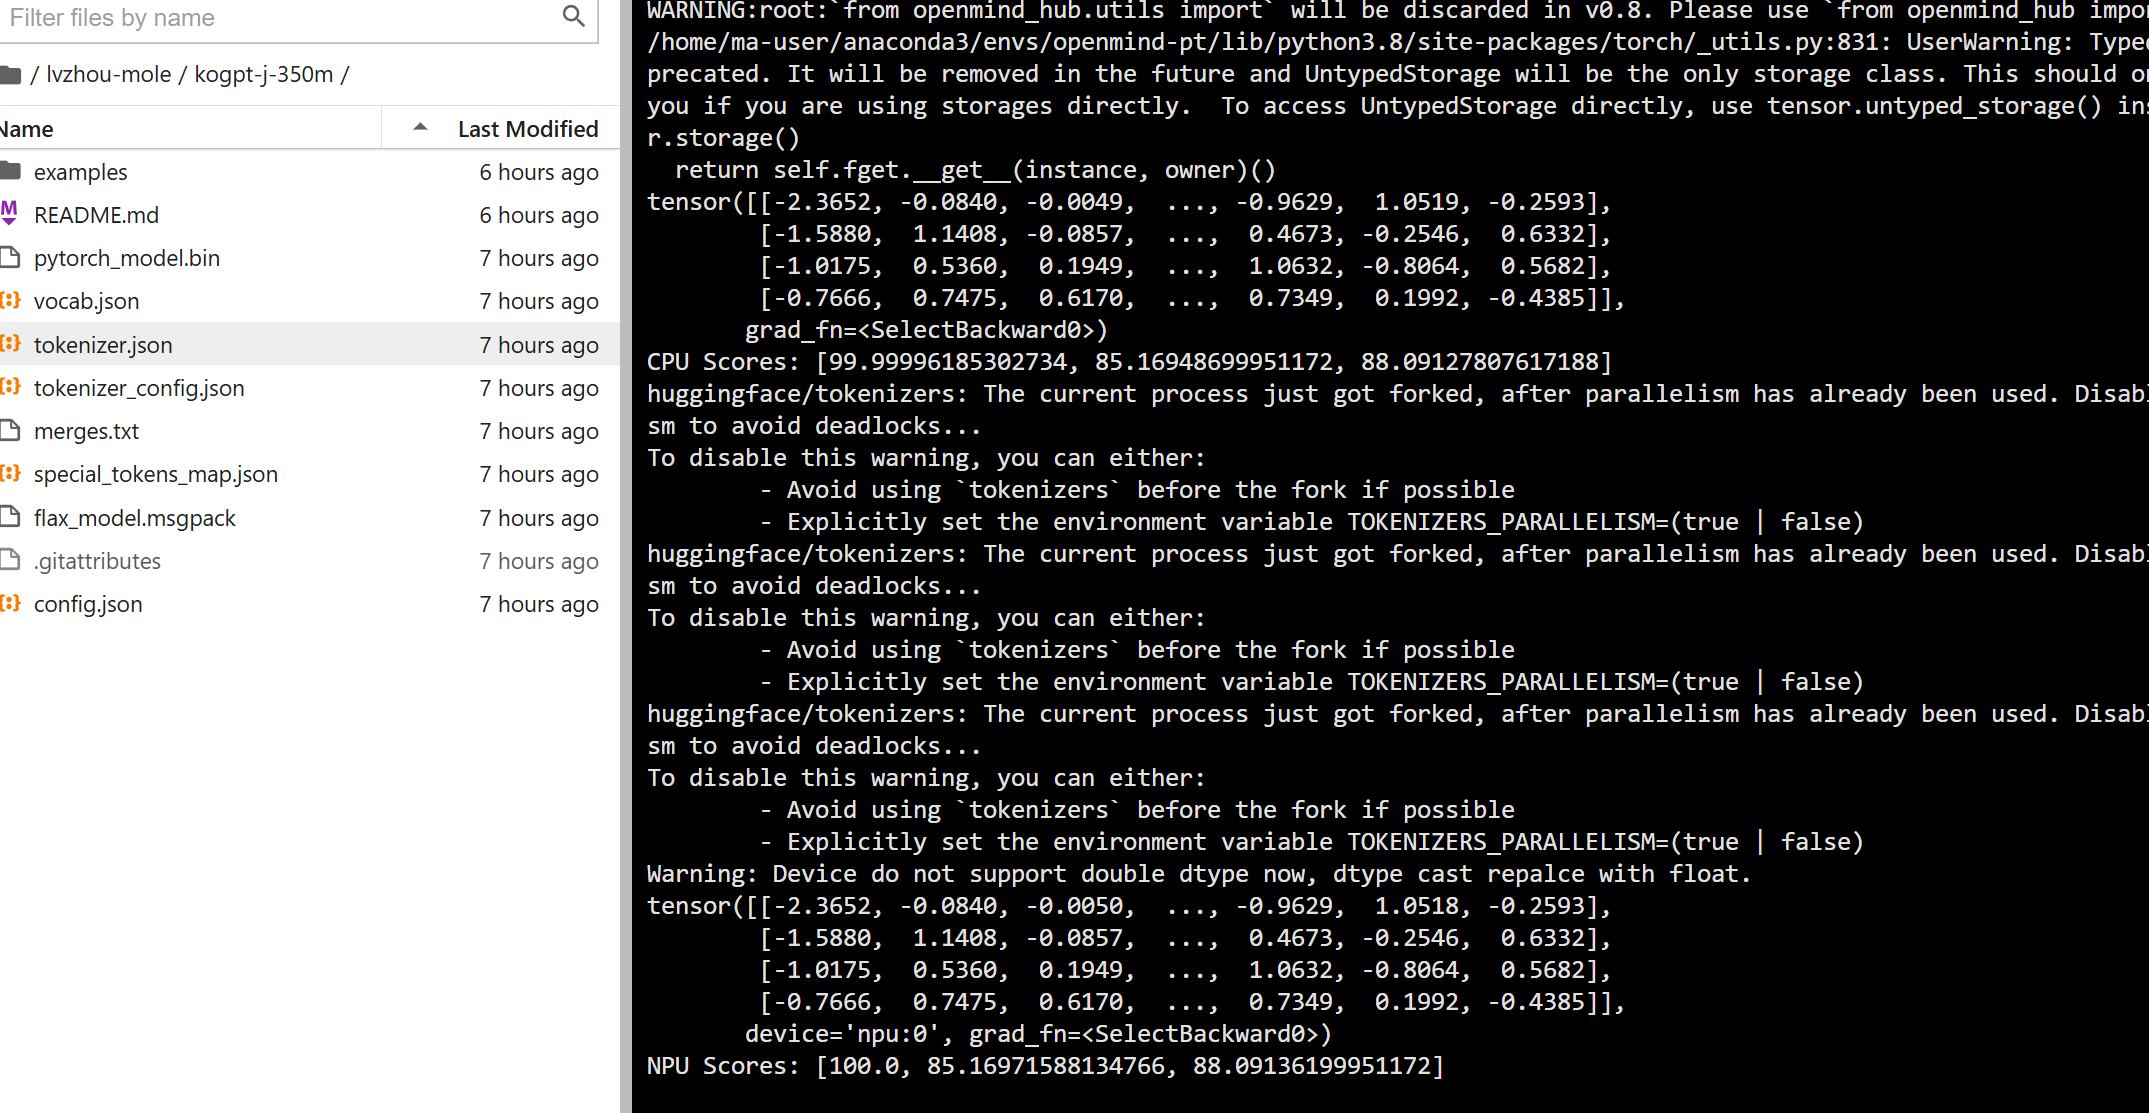 Filter files by name
/ lvzhou-mole / kogpt-j-350m /
Name Last Modified
examples 6 hours ago
README.md 6 hours ago
pytorch_model.bin 7 hours ago
vocab.json 7 hours ago
tokenizer.json 7 hours ago
tokenizer_config.json 7 hours ago
merges.txt 7 hours ago
special_tokens_map.json 7 hours ago
flax_model.msgpack 7 hours ago
.gitattributes 7 hours ago
config.json 7 hours ago
WARNING:root:`from openmind_hub.utils import` will be discarded in v0.8. Please use `from openmind_hub impor
/home/ma-user/anaconda3/envs/openmind-pt/lib/python3.8/site-packages/torch/_utils.py:831: UserWarning: Typed
precated. It will be removed in the future and UntypedStorage will be the only storage class. This should on
you if you are using storages directly.  To access UntypedStorage directly, use tensor.untyped_storage() ins
r.storage()
  return self.fget.__get__(instance, owner)()
tensor([[-2.3652, -0.0840, -0.0049,  ..., -0.9629,  1.0519, -0.2593],
        [-1.5880,  1.1408, -0.0857,  ...,  0.4673, -0.2546,  0.6332],
        [-1.0175,  0.5360,  0.1949,  ...,  1.0632, -0.8064,  0.5682],
        [-0.7666,  0.7475,  0.6170,  ...,  0.7349,  0.1992, -0.4385]],
       grad_fn=<SelectBackward0>)
CPU Scores: [99.99996185302734, 85.16948699951172, 88.09127807617188]
huggingface/tokenizers: The current process just got forked, after parallelism has already been used. Disabl
sm to avoid deadlocks...
To disable this warning, you can either:
        - Avoid using `tokenizers` before the fork if possible
        - Explicitly set the environment variable TOKENIZERS_PARALLELISM=(true | false)
huggingface/tokenizers: The current process just got forked, after parallelism has already been used. Disabl
sm to avoid deadlocks...
To disable this warning, you can either:
        - Avoid using `tokenizers` before the fork if possible
        - Explicitly set the environment variable TOKENIZERS_PARALLELISM=(true | false)
huggingface/tokenizers: The current process just got forked, after parallelism has already been used. Disabl
sm to avoid deadlocks...
To disable this warning, you can either:
        - Avoid using `tokenizers` before the fork if possible
        - Explicitly set the environment variable TOKENIZERS_PARALLELISM=(true | false)
Warning: Device do not support double dtype now, dtype cast repalce with float.
tensor([[-2.3652, -0.0840, -0.0050,  ..., -0.9629,  1.0518, -0.2593],
        [-1.5880,  1.1408, -0.0857,  ...,  0.4673, -0.2546,  0.6332],
        [-1.0175,  0.5360,  0.1949,  ...,  1.0632, -0.8064,  0.5682],
        [-0.7666,  0.7475,  0.6170,  ...,  0.7349,  0.1992, -0.4385]],
       device='npu:0', grad_fn=<SelectBackward0>)
NPU Scores: [100.0, 85.16971588134766, 88.09136199951172]